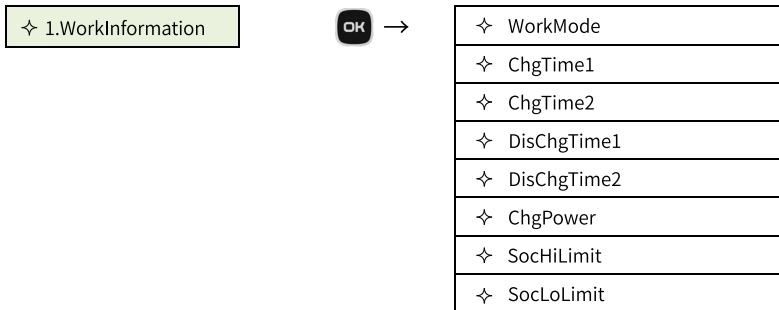 ✧ 1.WorkInformation
OK →
✧ WorkMode
✧ ChgTime1
✧ ChgTime2
✧ DisChgTime1
✧ DisChgTime2
✧ ChgPower
✧ SocHiLimit
✧ SocLoLimit